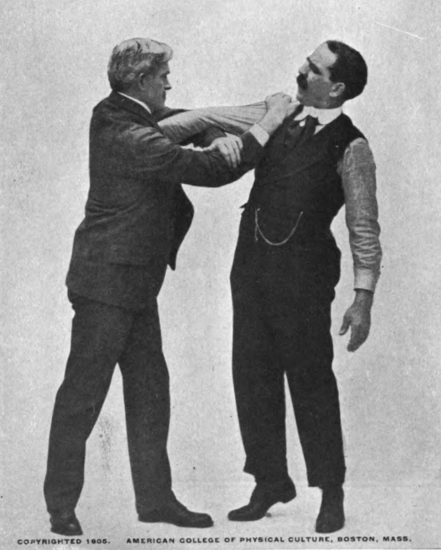 COPYRIGHTED 1905. AMERICAN COLLEGE OF PHYSICAL CULTURE, BOSTON, MASS.